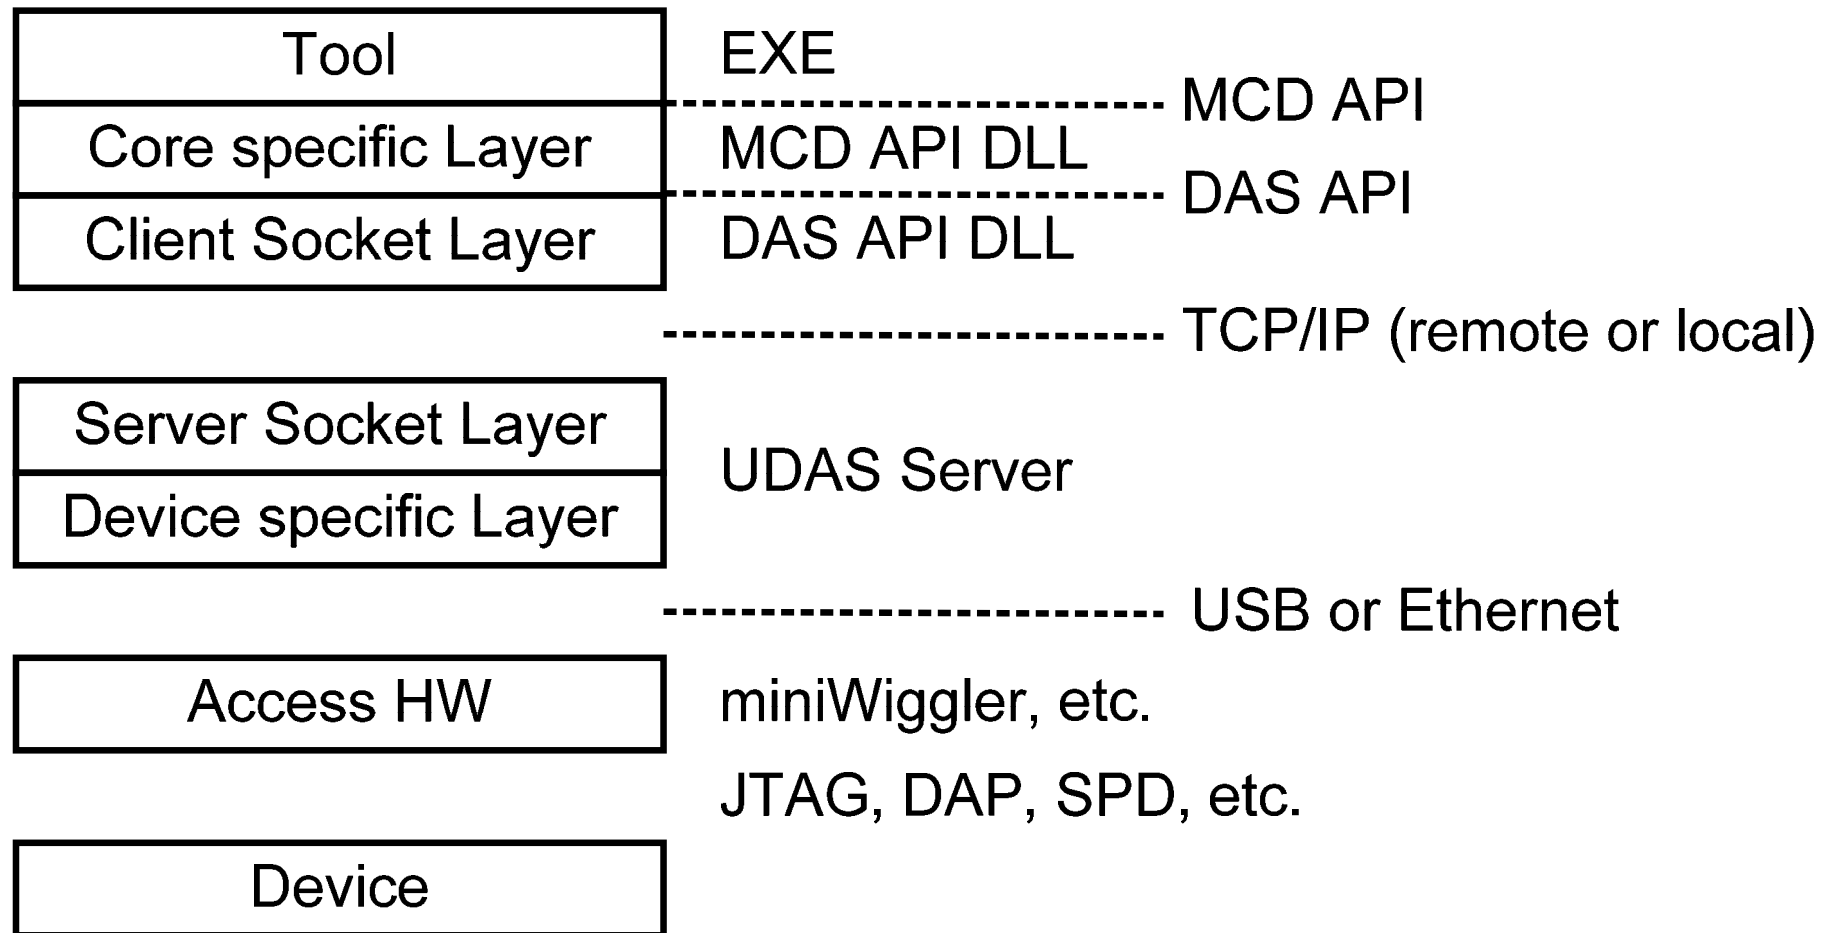 Tool
EXE
MCD API
Core specific Layer
MCD API DLL
DAS API
Client Socket Layer
DAS API DLL
TCP/IP (remote or local)
Server Socket Layer
UDAS Server
Device specific Layer
USB or Ethernet
Access HW
miniWiggler, etc.
JTAG, DAP, SPD, etc.
Device